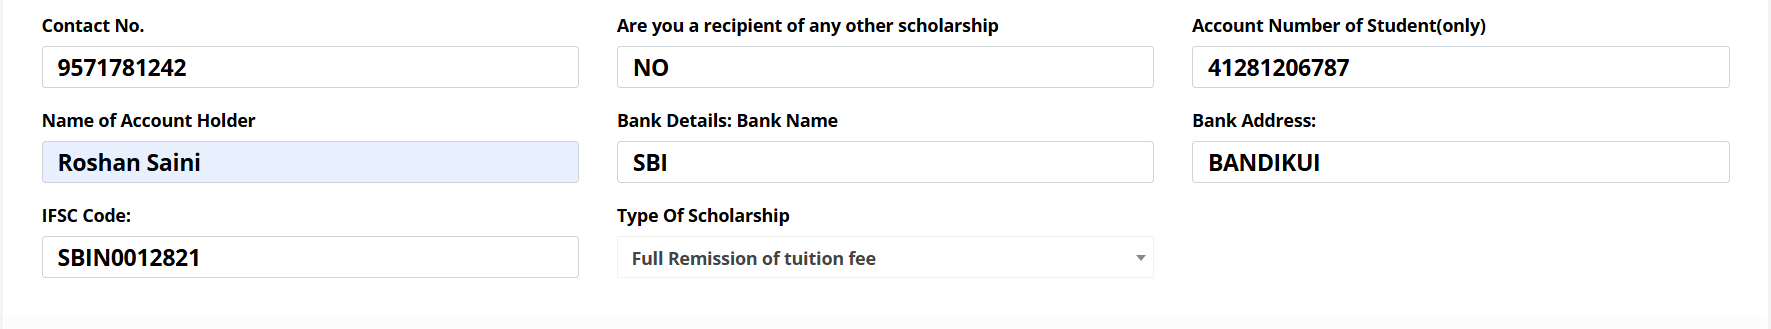 Contact No.
Are you a recipient of any other scholarship
Account Number of Student(only)
9571781242
NO
41281206787
Name of Account Holder
Bank Details: Bank Name
Bank Address:
Roshan Saini
SBI
BANDIKUI
IFSC Code:
Type Of Scholarship
SBIN0012821
Full Remission of tuition fee